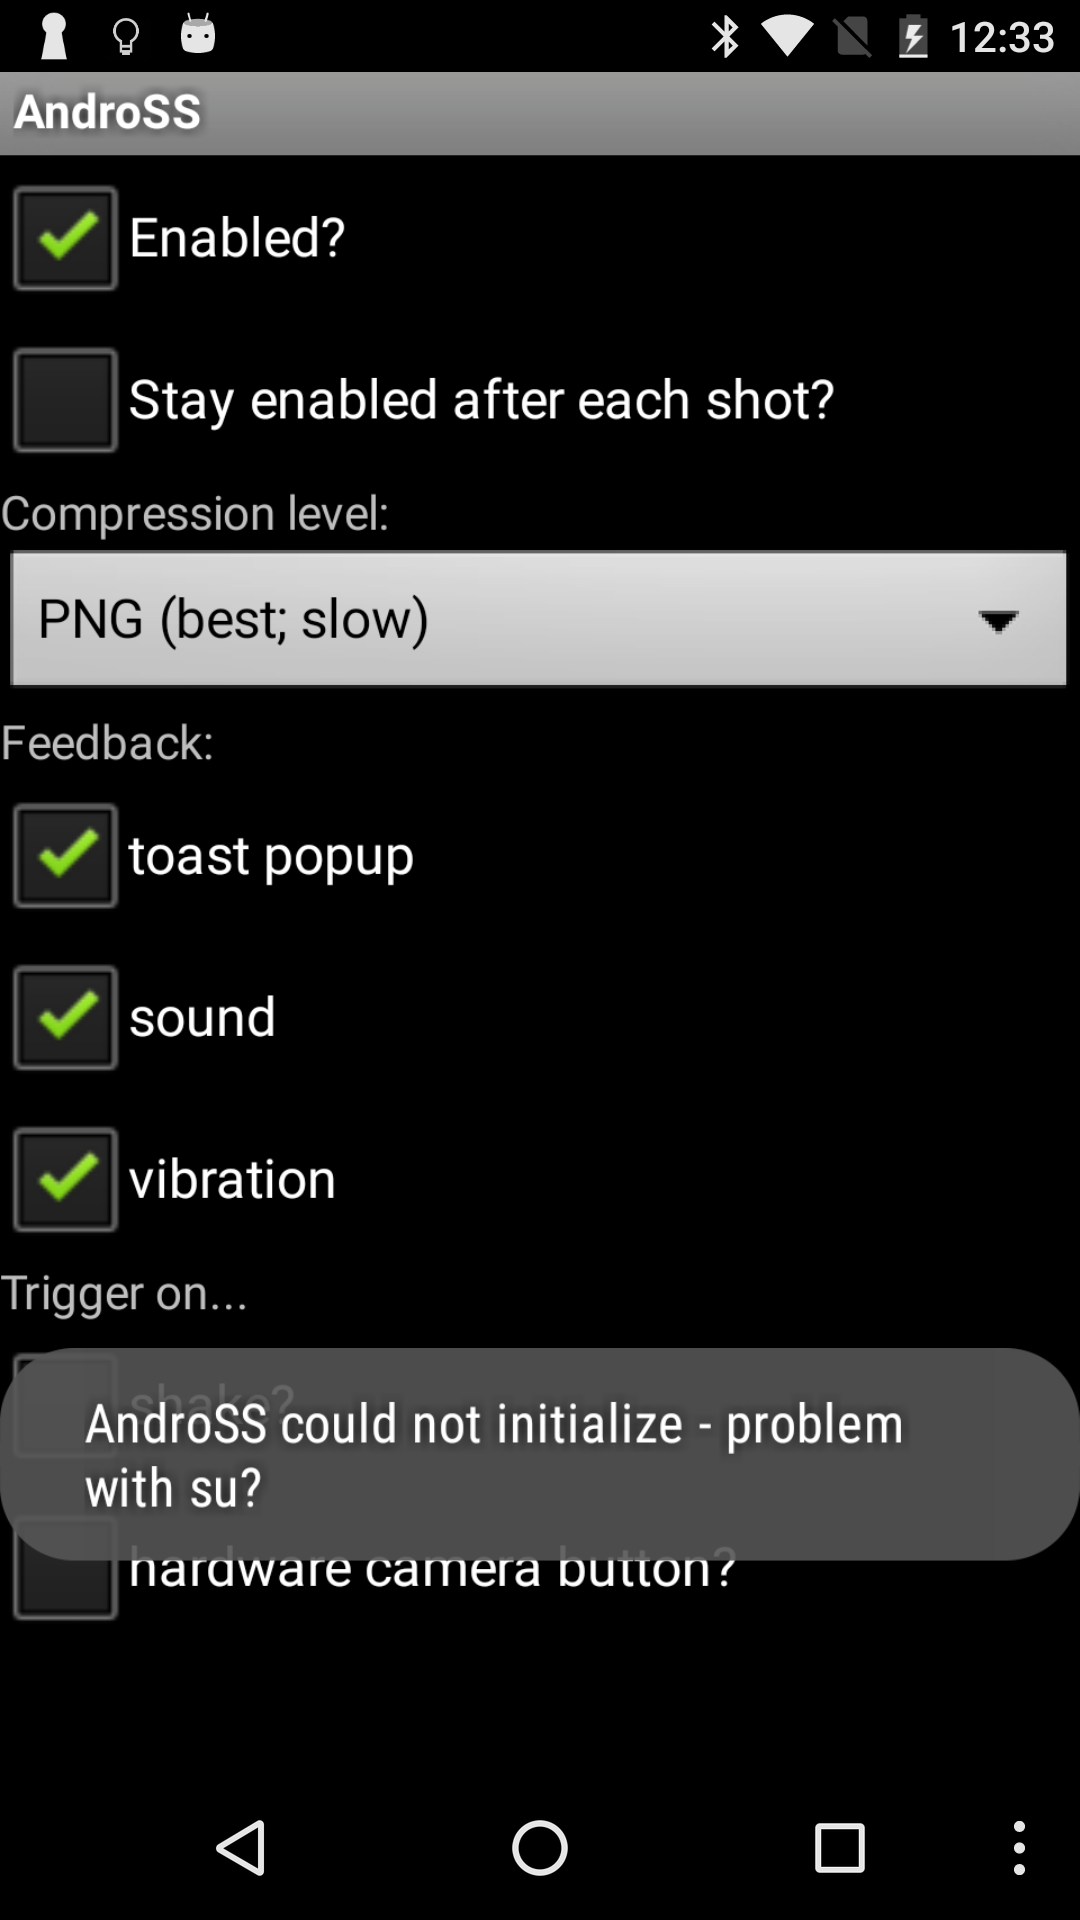 12:33
AndroSS
Enabled?
Stay enabled after each shot?
Compression level:
PNG (best; slow)
Feedback:
toast popup
sound
vibration
Trigger on...
shake?
AndroSS could not initialize - problem
with su?
hardware camera button?